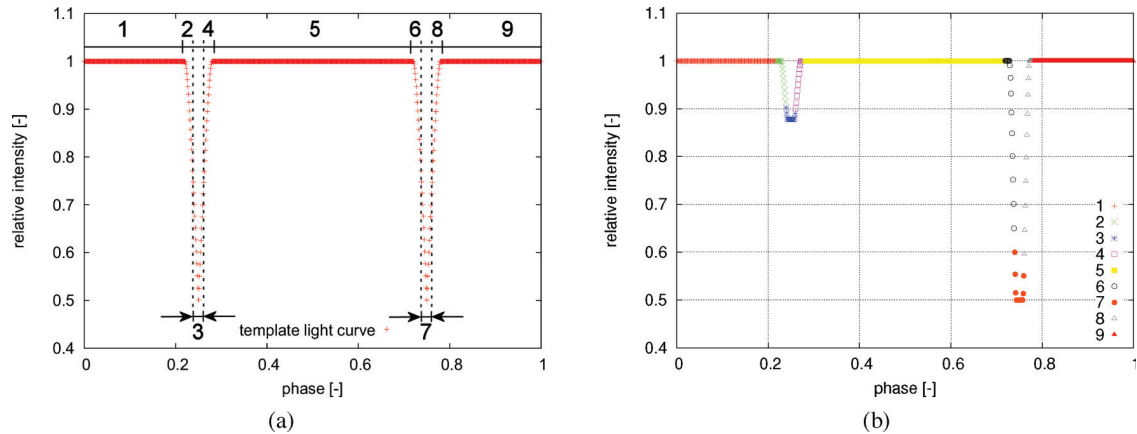 1.1
1
0.9
0.8
0.7
0.6
0.5
0.4
relative intensity [-]
1 2 4 5 6 8 9
3
template light curve
7
0 0.2 0.4 0.6 0.8 1
phase [-]
(a)
1.1
1
0.9
0.8
0.7
0.6
0.5
0.4
relative intensity [-]
1
2
3
4
5
6
7
8
9
0 0.2 0.4 0.6 0.8 1
phase [-]
(b)